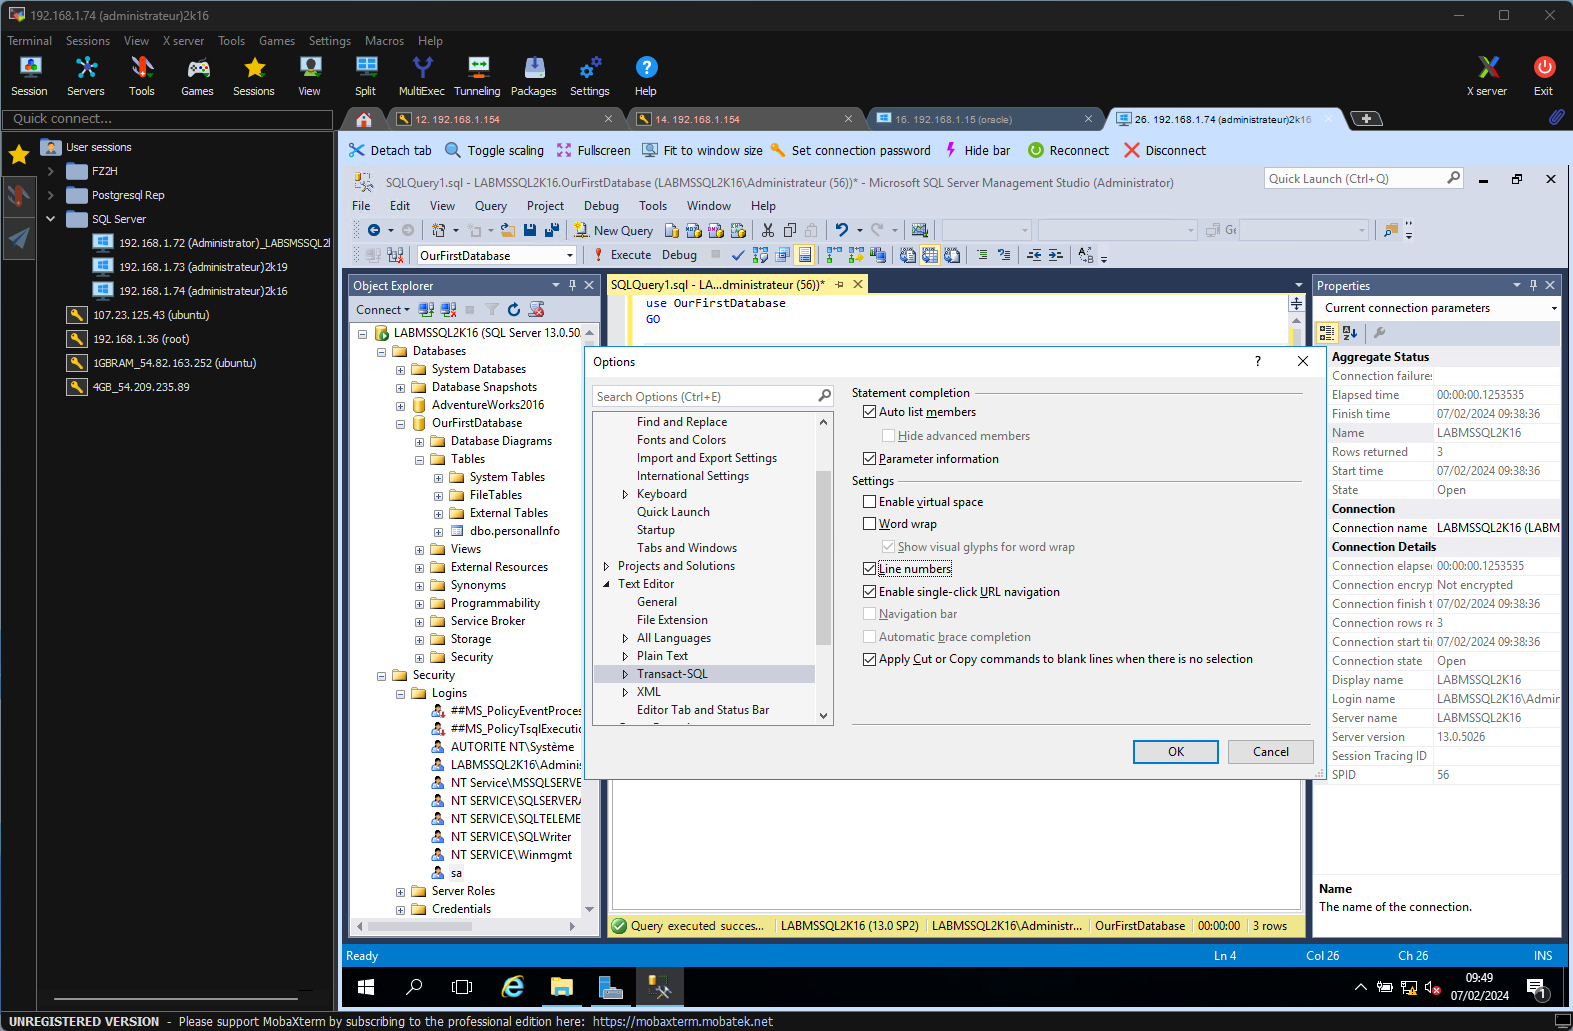 192.168.1.74 (administrateur)2k16
Terminal Sessions View X server Tools Games Settings Macros Help
Session Servers Tools Games Sessions View Split MultiExec Tunneling Packages Settings Help X server Exit
Quick connect...
12. 192.168.1.154
14. 192.168.1.154
16. 192.168.1.15 (oracle)
26. 192.168.1.74 (administrateur)2k16
User sessions
FZ2H
Postgresql Rep
SQL Server
192.168.1.72 (Administrator)_LABSMSSQL2
192.168.1.73 (administrateur)2k19
192.168.1.74 (administrateur)2k16
107.23.125.43 (ubuntu)
192.168.1.36 (root)
1GBRAM_54.82.163.252 (ubuntu)
4GB_54.209.235.89
Detach tab Toggle scaling Fullscreen Fit to window size Set connection password Hide bar Reconnect Disconnect
SQLQuery1.sql - LABMSSQL2K16.OurFirstDatabase (LABMSSQL2K16\Administrateur (56))* - Microsoft SQL Server Management Studio (Administrator)
Quick Launch (Ctrl+Q)
File Edit View Query Project Debug Tools Window Help
New Query
OurFirstDatabase
Execute Debug
Object Explorer
Connect
LABMSSQL2K16 (SQL Server 13.0.50
Databases
System Databases
Database Snapshots
AdventureWorks2016
OurFirstDatabase
Database Diagrams
Tables
System Tables
FileTables
External Tables
dbo.personalInfo
Views
External Resources
Synonyms
Programmability
Service Broker
Storage
Security
Security
Logins
##MS_PolicyEventProces
##MS_PolicyTsqlExecutio
AUTORITE NT\Système
LABMSSQL2K16\Adminis
NT Service\MSSQLSERVE
NT SERVICE\SQLSERVERA
NT SERVICE\SQLTELEME
NT SERVICE\SQLWriter
NT SERVICE\Winmgmt
sa
Server Roles
Credentials
SQLQuery1.sql - LA...dministrateur (56))*
use OurFirstDatabase
GO
Options
Search Options (Ctrl+E)
Find and Replace
Fonts and Colors
Import and Export Settings
International Settings
Keyboard
Quick Launch
Startup
Tabs and Windows
Projects and Solutions
Text Editor
General
File Extension
All Languages
Plain Text
Transact-SQL
XML
Editor Tab and Status Bar
Statement completion
Auto list members
Hide advanced members
Parameter information
Settings
Enable virtual space
Word wrap
Show visual glyphs for word wrap
Line numbers
Enable single-click URL navigation
Navigation bar
Automatic brace completion
Apply Cut or Copy commands to blank lines when there is no selection
OK Cancel
Properties
Current connection parameters
Aggregate Status
Connection failures
Elapsed time 00:00:00.1253535
Finish time 07/02/2024 09:38:36
Name LABMSSQL2K16
Rows returned 3
Start time 07/02/2024 09:38:36
State Open
Connection
Connection name LABMSSQL2K16 (LABM
Connection Details
Connection elapse 00:00:00.1253535
Connection encryp Not encrypted
Connection finish t 07/02/2024 09:38:36
Connection rows re 3
Connection start ti 07/02/2024 09:38:36
Connection state Open
Display name LABMSSQL2K16
Login name LABMSSQL2K16\Admin
Server name LABMSSQL2K16
Server version 13.0.5026
Session Tracing ID
SPID 56
Name
The name of the connection.
Query executed succes... LABMSSQL2K16 (13.0 SP2) LABMSSQL2K16\Administr... OurFirstDatabase 00:00:00 3 rows
Ready Ln 4 Col 26 Ch 26 INS
09:49
07/02/2024
1
UNREGISTERED VERSION - Please support MobaXterm by subscribing to the professional edition here: https://mobaxterm.mobatek.net